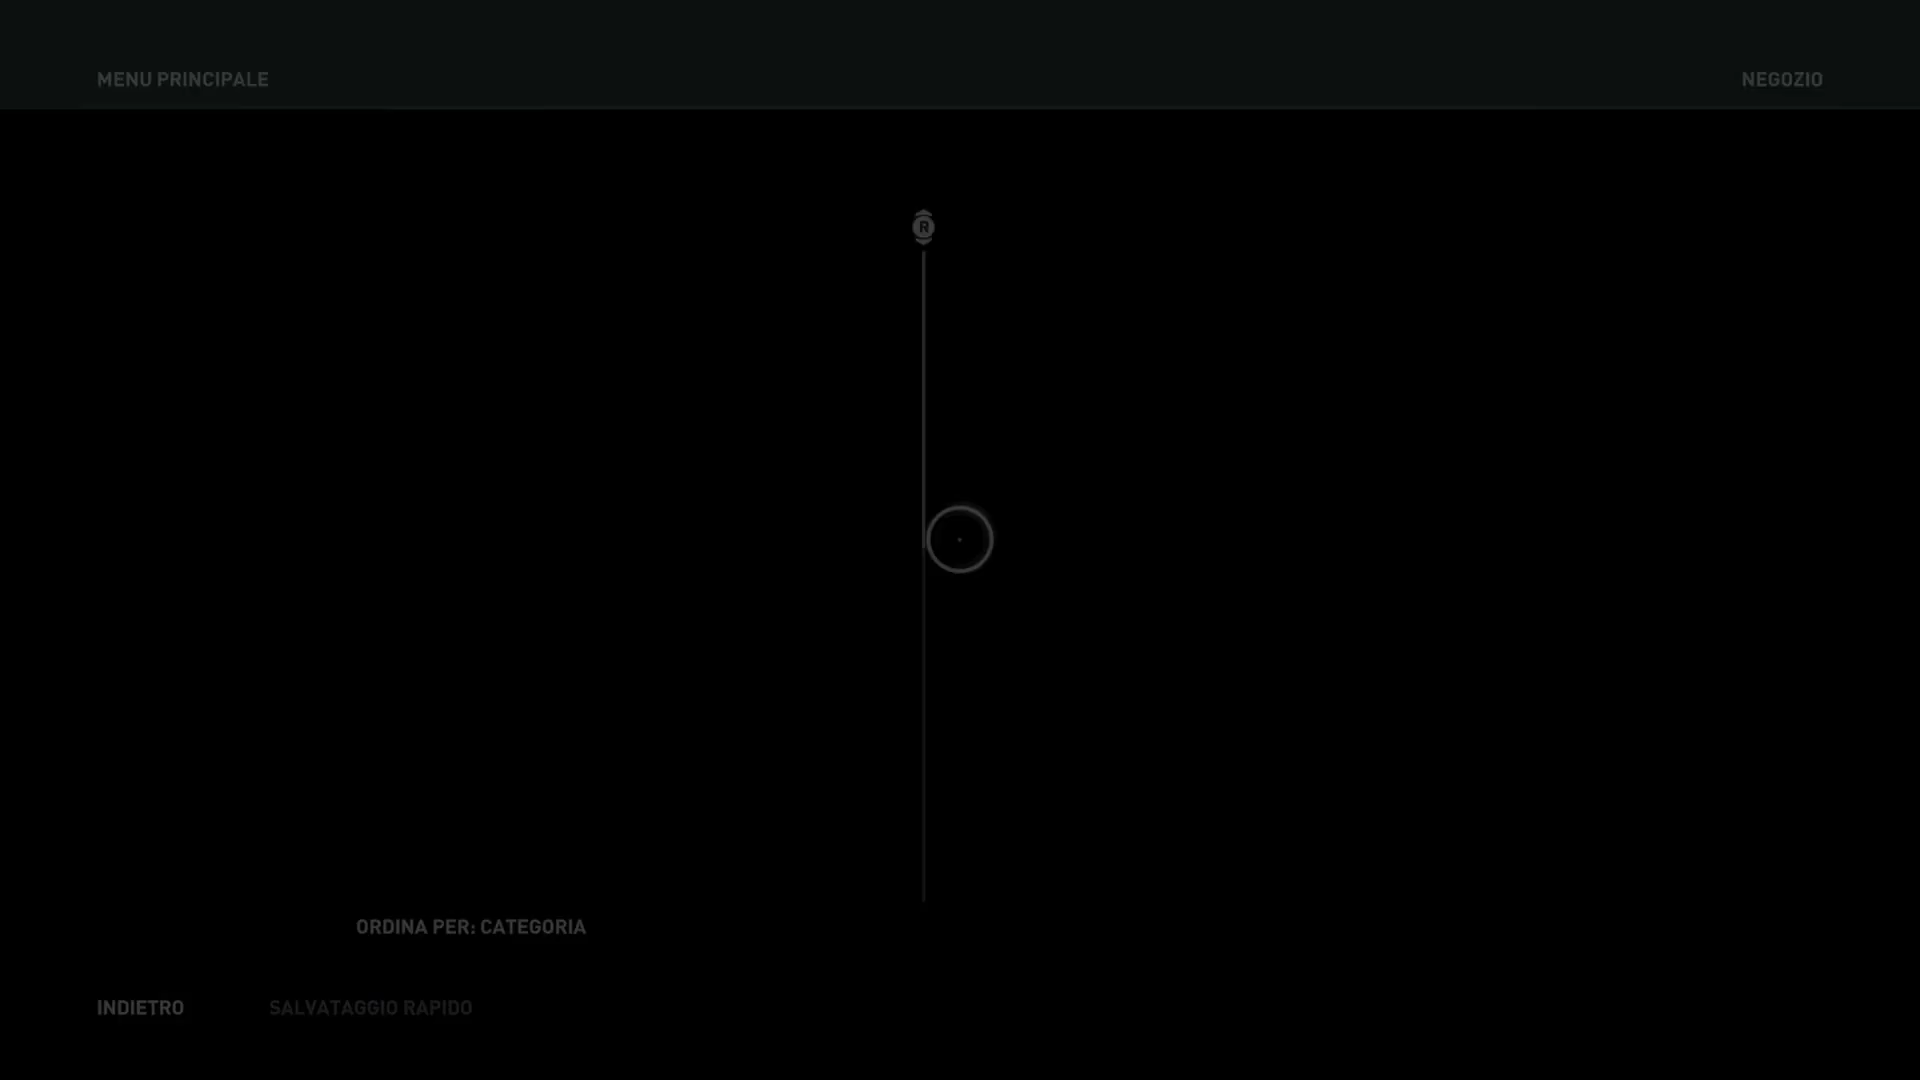 MENU PRINCIPALE
NEGOZIO
R
ORDINA PER: CATEGORIA
INDIETRO
SALVATAGGIO RAPIDO